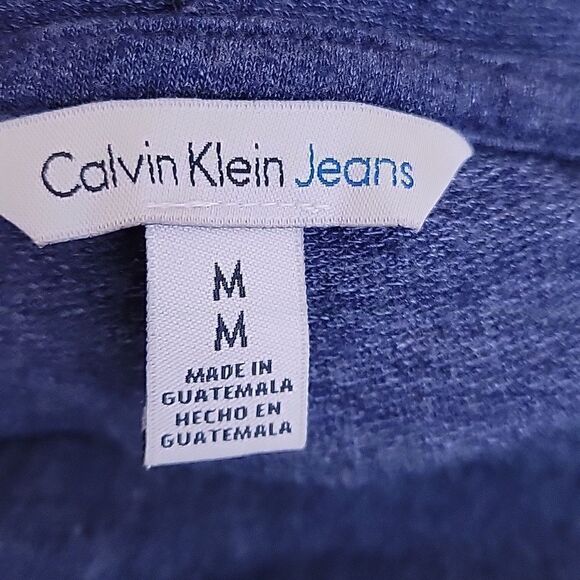 Calvin Klein Jeans
M
M
MADE IN
GUATEMALA
HECHO EN
GUATEMALA